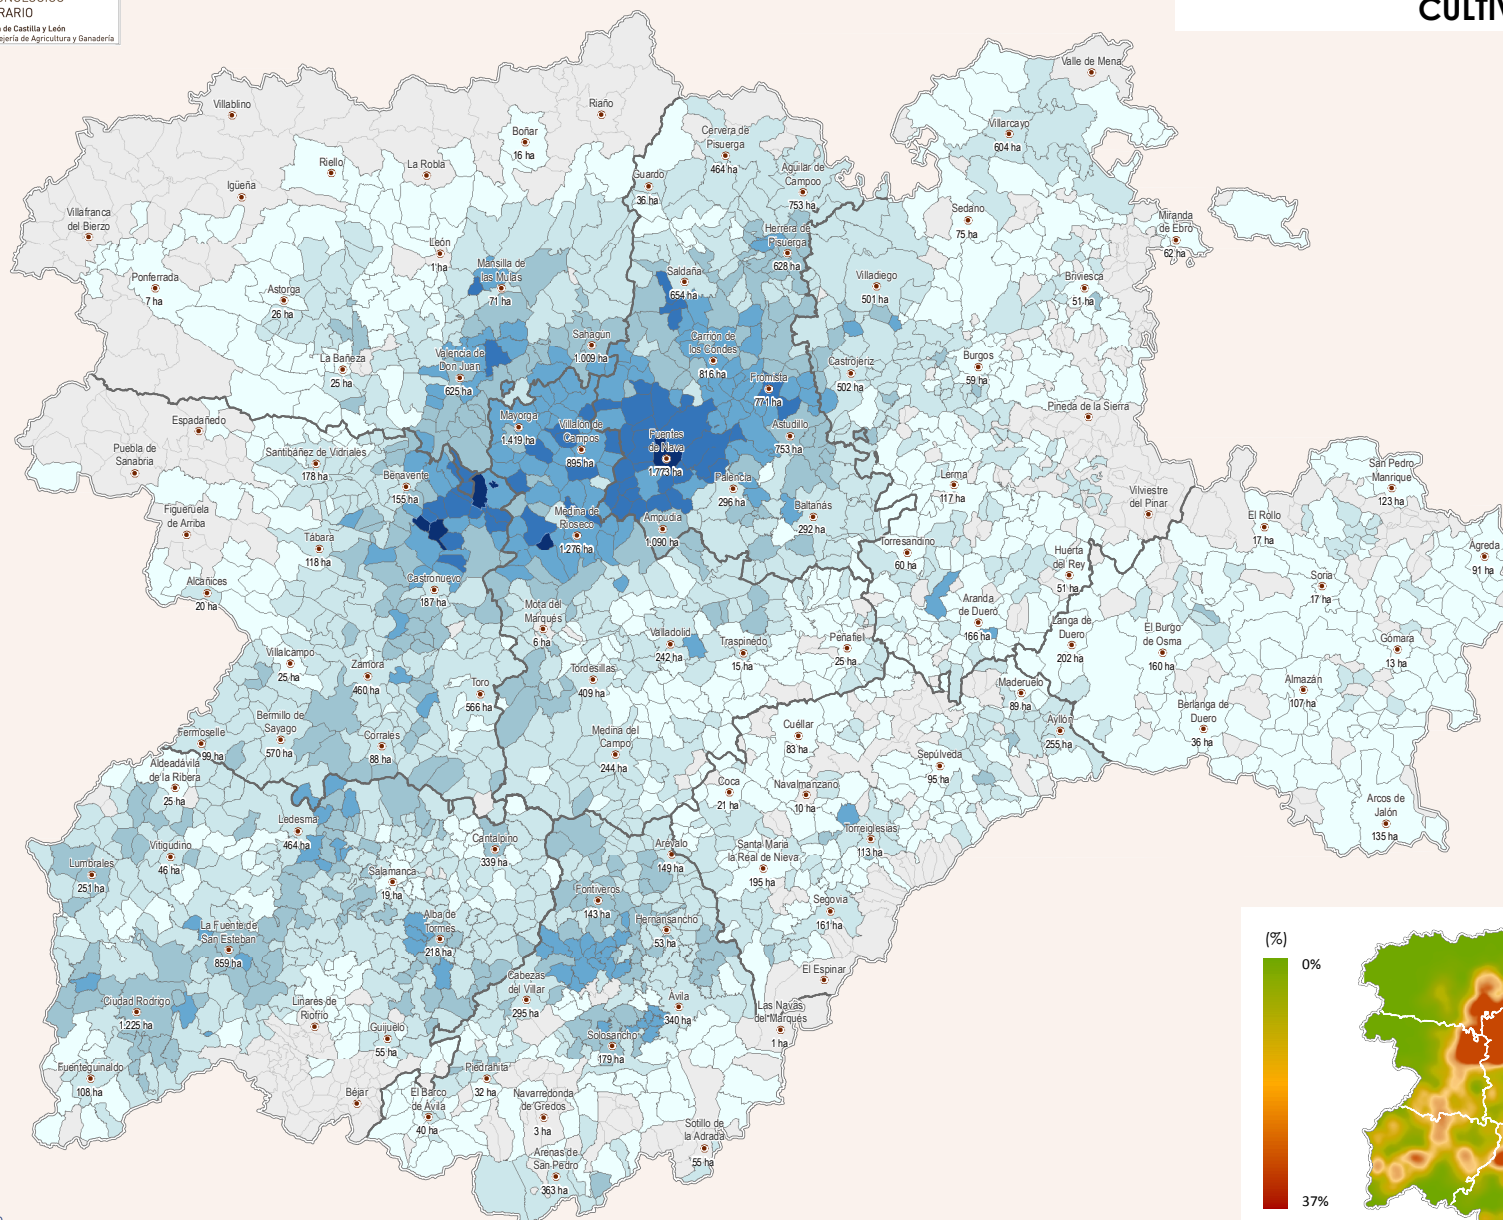 RARIO
de Castilla y León
ejería de Agricultura y Ganadería
CULTIV
Valle de Mena
Villablino
Riaño
Villarcayo
604 ha
Boñar
16 ha
Cervera de
Pisuerga
464 ha
Riello
La Robla
Guardo
36 ha
Aguilar de
Campoo
753 ha
Igüeña
Villafranca
del Bierzo
Sedano
75 ha
Miranda
de Ebro
62 ha
León
1 ha
Herrera de
Pisuerga
628 ha
Ponferrada
7 ha
Astorga
26 ha
Mansilla de
las Mulas
71 ha
Saldaña
654 ha
Villadiego
501 ha
Briviesca
51 ha
La Bañeza
25 ha
Valencia de
Don Juan
625 ha
Sahagún
1.009 ha
Carrión de
los Condes
816 ha
Frómista
771 ha
Castrojeriz
502 ha
Burgos
59 ha
Espadañedo
Puebla de
Sanabria
Santibáñez de Vidriales
178 ha
Mayorga
1.419 ha
Villalón de
Campos
895 ha
Fuentes
de Nava
1.773 ha
Astudillo
753 ha
Pineda de la Sierra
Benavente
155 ha
Palencia
296 ha
Baltanás
292 ha
Lerma
117 ha
Vilviestre
del Pinar
San Pedro
Manrique
123 ha
Figueruela
de Arriba
Tábara
118 ha
Medina de
Rioseco
1.276 ha
Ampudia
1.090 ha
Torresandino
60 ha
Huerta
del Rey
51 ha
El Rollo
17 ha
Ágreda
91 ha
Alcañices
20 ha
Castronuevo
187 ha
Mota del
Marqués
6 ha
Valladolid
242 ha
Traspinedo
15 ha
Peñafiel
25 ha
Aranda
de Duero
166 ha
Langa de
Duero
202 ha
El Burgo
de Osma
160 ha
Soria
17 ha
Gómara
13 ha
Villalcampo
25 ha
Zamora
460 ha
Toro
566 ha
Tordesillas
409 ha
Maderuelo
89 ha
Almazán
107 ha
Fermoselle
99 ha
Bermillo de
Sayago
570 ha
Corrales
88 ha
Medina del
Campo
244 ha
Cuéllar
83 ha
Ayllón
255 ha
Berlanga de
Duero
36 ha
Aldeadávila
de la Ribera
25 ha
Coca
21 ha
Navalmanzano
10 ha
Sepúlveda
95 ha
Arcos de
Jalón
135 ha
Ledesma
464 ha
Vitigudino
46 ha
Lumbrales
251 ha
Cantalpino
339 ha
Arévalo
149 ha
Santa María
la Real de Nieva
195 ha
Torreiglesias
113 ha
Salamanca
19 ha
Fontiveros
143 ha
Segovia
161 ha
La Fuente de
San Esteban
859 ha
Alba de
Tormes
218 ha
Hernansancho
53 ha
El Espinar
Ciudad Rodrigo
1.225 ha
Linares de
Riofrío
Cabezas
del Villar
295 ha
Ávila
340 ha
Las Navas
del Marqués
1 ha
Guijuelo
55 ha
Solosancho
179 ha
Fuenteguinaldo
108 ha
Béjar
Piedrahíta
32 ha
El Barco
de Ávila
40 ha
Navarredonda
de Gredos
3 ha
Sotillo de
la Adrada
55 ha
Arenas de
San Pedro
363 ha
(%)
0%
37%